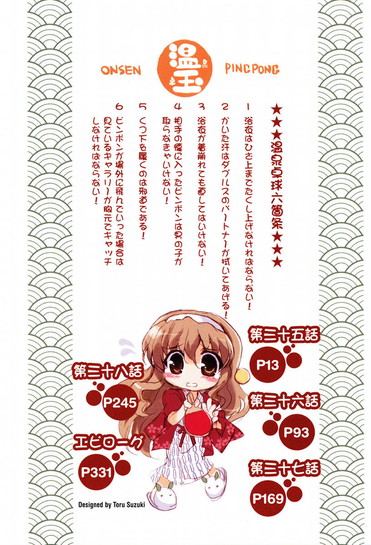 温玉
ONSEN PINGPONG
★★★温泉卓球六箇条★★★
1 浴衣はひざ上までたくし上げなければならない！
2 かいた汗はダブルスのパートナーが拭いてあげる！
3 浴衣が着崩れても直してはいけない！
4 相手の懐に入ったピンポンは男の子が
取らなきゃいけない！
5 くつ下を履くのは邪道である！
6 ピンポンが場外に飛んでいった場合は
見ているギャラリーが胸元でキャッチ
しなければならない！
第三十五話
P13
第三十六話
P93
第三十七話
P169
第三十八話
P245
エピローグ
P331
Designed by Toru Suzuki